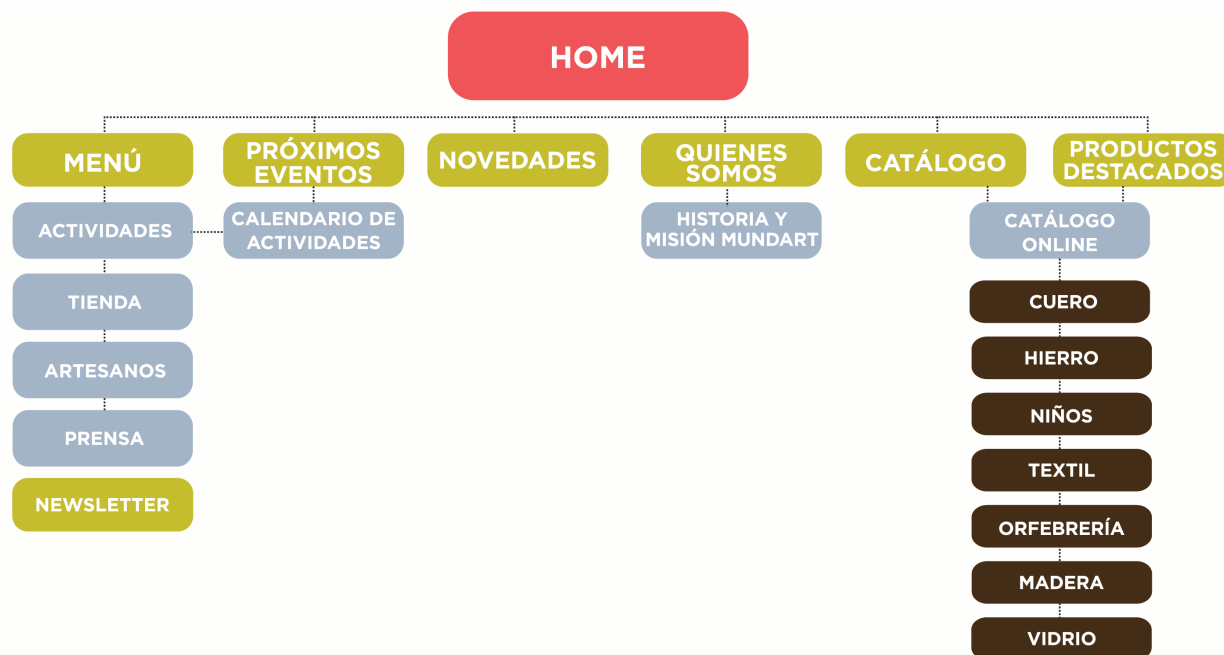 HOME
MENÚ
PRÓXIMOS
EVENTOS
NOVEDADES
QUIENES
SOMOS
CATÁLOGO
PRODUCTOS
DESTACADOS
ACTIVIDADES
CALENDARIO DE
ACTIVIDADES
HISTORIA Y
MISIÓN MUNDART
CATÁLOGO
ONLINE
TIENDA
ARTESANOS
PRENSA
NEWSLETTER
CUERO
HIERRO
NIÑOS
TEXTIL
ORFEBRERÍA
MADERA
VIDRIO